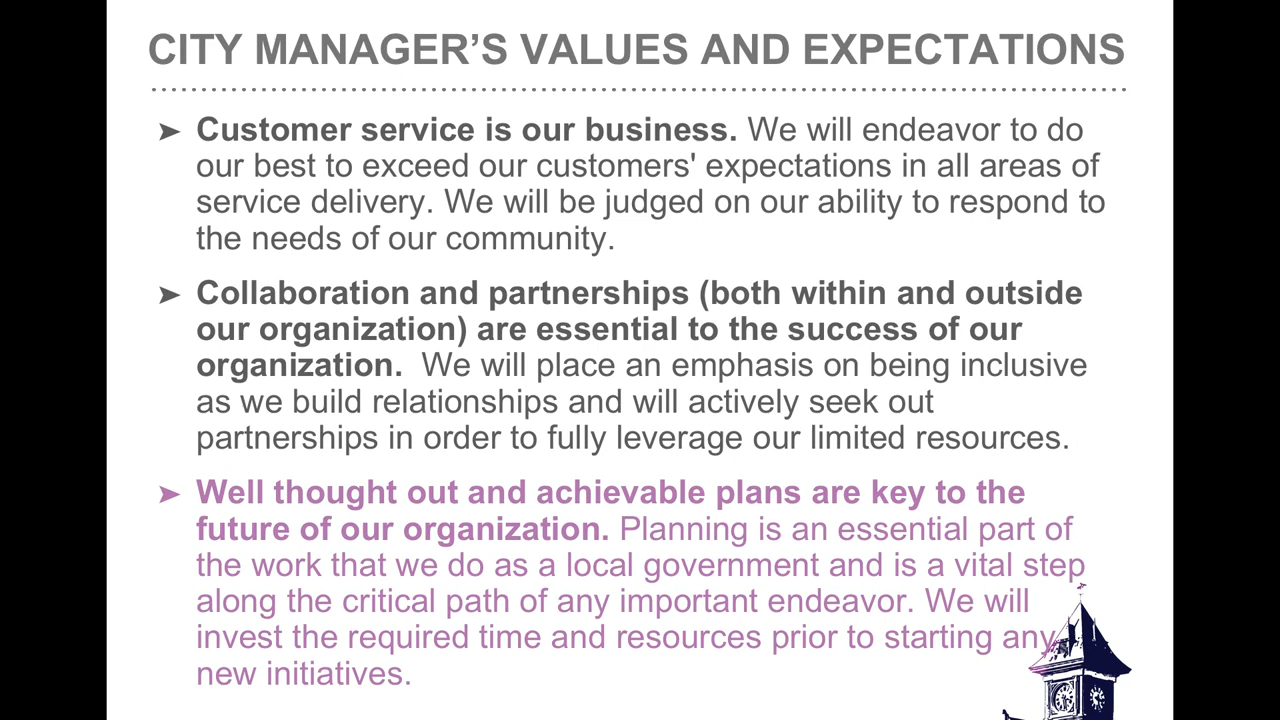 CITY MANAGER’S VALUES AND EXPECTATIONS
➤ Customer service is our business. We will endeavor to do
our best to exceed our customers' expectations in all areas of
service delivery. We will be judged on our ability to respond to
the needs of our community.
➤ Collaboration and partnerships (both within and outside
our organization) are essential to the success of our
organization.  We will place an emphasis on being inclusive
as we build relationships and will actively seek out
partnerships in order to fully leverage our limited resources.
➤ Well thought out and achievable plans are key to the
future of our organization. Planning is an essential part of
the work that we do as a local government and is a vital step
along the critical path of any important endeavor. We will
invest the required time and resources prior to starting any
new initiatives.